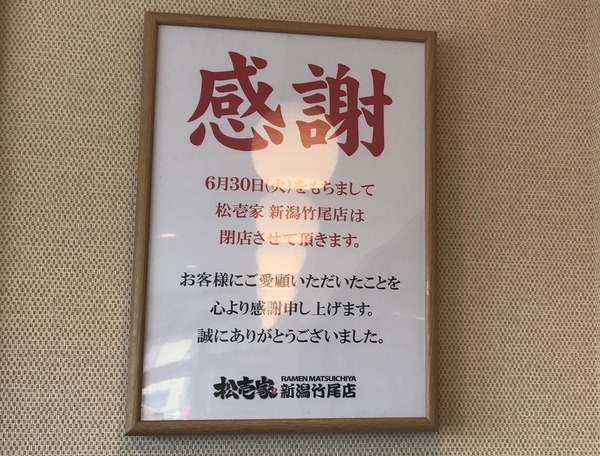 感謝
6月30日(火)をもちまして
松壱家 新潟竹尾店は
閉店させて頂きます。
お客様にご愛顧いただいたことを
心より感謝申し上げます。
誠にありがとうございました。
松壱家 RAMEN MATSUICHIYA 新潟竹尾店